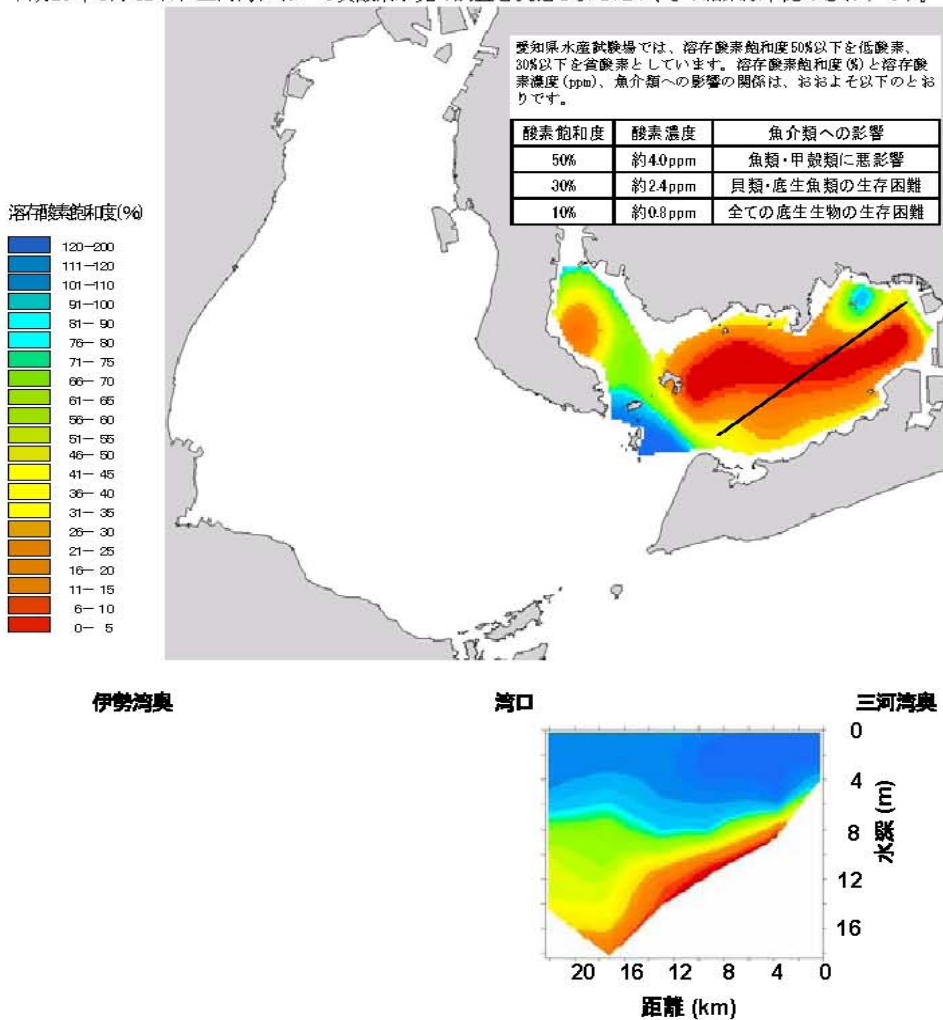 愛知県水産試験場では、溶存酸素飽和度50%以下を低酸素、
30%以下を貧酸素としています。溶存酸素飽和度(%)と溶存酸
素濃度(ppm)、魚介類への影響の関係は、おおよそ以下のとお
りです。
酸素飽和度 酸素濃度 魚介類への影響
50% 約4.0ppm 魚類・甲殻類に悪影響
30% 約2.4ppm 貝類・底生魚類の生存困難
10% 約0.8ppm 全ての底生生物の生存困難
溶存酸素飽和度(%)
120-200
111-120
101-110
91-100
81- 90
76- 80
71- 75
66- 70
61- 65
56- 60
51- 55
46- 50
41- 45
36- 40
31- 35
26- 30
21- 25
16- 20
11- 15
6- 10
0- 5
伊勢湾奥 湾口 三河湾奥
0
4
8
12
16
水深 (m)
20 16 12 8 4 0
距離 (km)